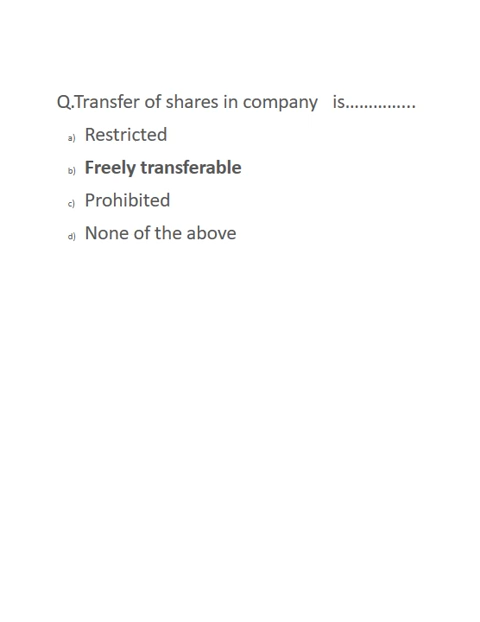 Q.Transfer of shares in company is...............
a) Restricted
b) Freely transferable
c) Prohibited
d) None of the above